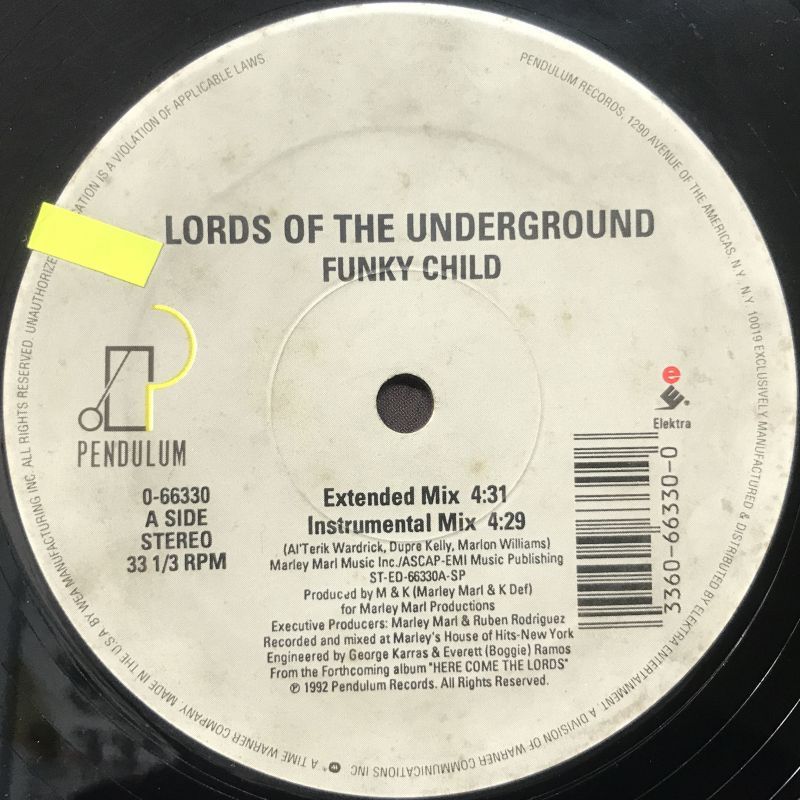 LORDS OF THE UNDERGROUND
FUNKY CHILD
PENDULUM
0-66330
A SIDE
STEREO
33 1/3 RPM
e
Elektra
3360-66330-0
Extended Mix 4:31
Instrumental Mix 4:29
(Al'Terik Wardrick, Dupre Kelly, Marlon Williams)
Marley Marl Music Inc./ASCAP-EMI Music Publishing
ST-ED-66330A-SP
Produced by M & K (Marley Marl & K Def)
for Marley Marl Productions
Executive Producers: Marley Marl & Ruben Rodriguez
Recorded and mixed at Marley's House of Hits-New York
Engineered by George Karras & Everett (Boggie) Ramos
From the Forthcoming album "HERE COME THE LORDS"
℗ 1992 Pendulum Records. All Rights Reserved.
PENDULUM RECORDS, 1290 AVENUE OF THE AMERICAS, N.Y., N.Y. 10019 EXCLUSIVELY MANUFACTURED & DISTRIBUTED BY ELEKTRA ENTERTAINMENT, A DIVISION OF WARNER COMMUNICATIONS INC. A TIME WARNER COMPANY. MADE IN THE U.S.A. BY WEA MANUFACTURING INC. ALL RIGHTS RESERVED. UNAUTHORIZE CATION IS A VIOLATION OF APPLICABLE LAWS